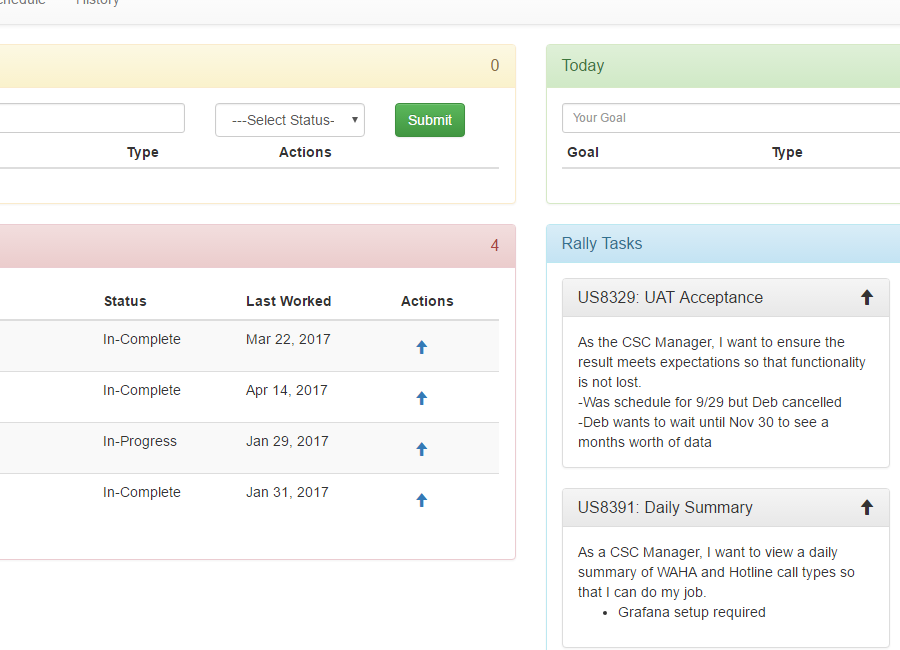 History
0
---Select Status-
Submit
Type Actions
4
Status Last Worked Actions
In-Complete Mar 22, 2017
In-Complete Apr 14, 2017
In-Progress Jan 29, 2017
In-Complete Jan 31, 2017
Today
Your Goal
Goal Type
Rally Tasks
US8329: UAT Acceptance
As the CSC Manager, I want to ensure the
result meets expectations so that functionality
is not lost.
-Was schedule for 9/29 but Deb cancelled
-Deb wants to wait until Nov 30 to see a
months worth of data
US8391: Daily Summary
As a CSC Manager, I want to view a daily
summary of WAHA and Hotline call types so
that I can do my job.
• Grafana setup required